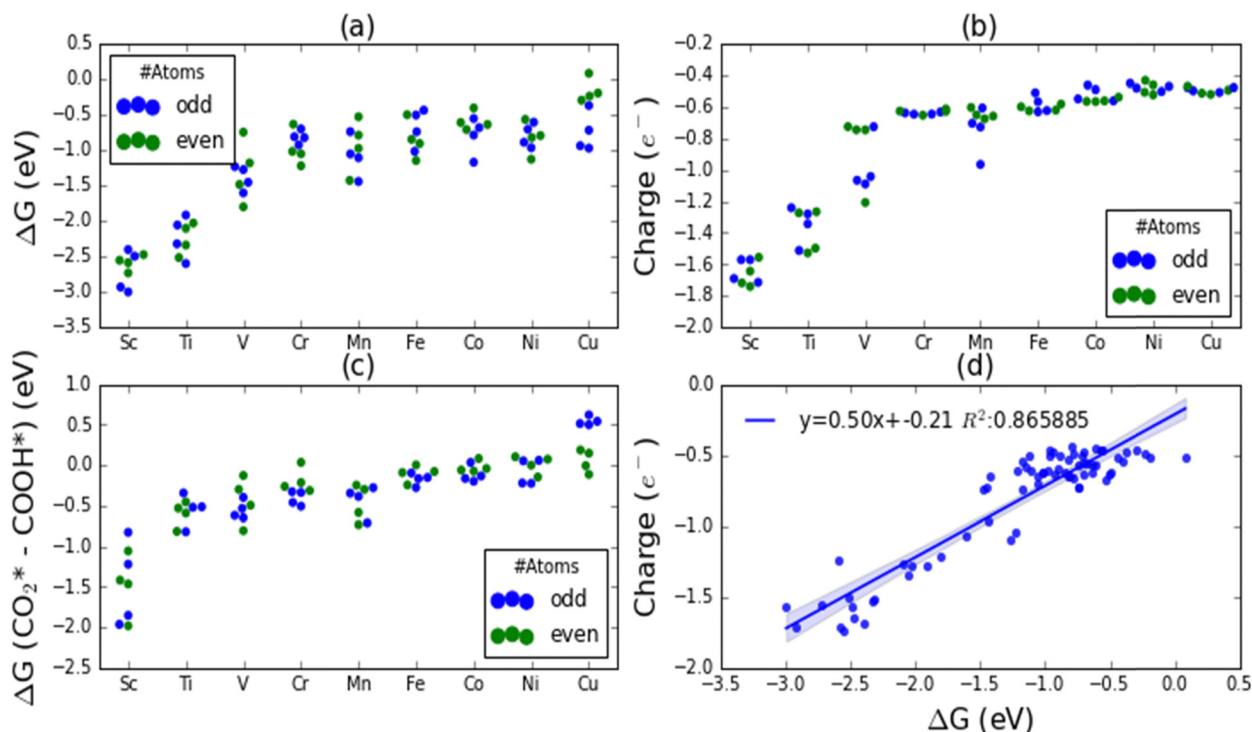 (a)
0.5
0.0
−0.5
−1.0
−1.5
−2.0
−2.5
−3.0
−3.5
ΔG (eV)
#Atoms
odd
even
Sc Ti V Cr Mn Fe Co Ni Cu
(b)
−0.2
−0.4
−0.6
−0.8
−1.0
−1.2
−1.4
−1.6
−1.8
−2.0
Charge (e⁻)
#Atoms
odd
even
Sc Ti V Cr Mn Fe Co Ni Cu
(c)
1.0
0.5
0.0
−0.5
−1.0
−1.5
−2.0
−2.5
ΔG (CO₂* - COOH*) (eV)
#Atoms
odd
even
Sc Ti V Cr Mn Fe Co Ni Cu
(d)
0.0
−0.5
−1.0
−1.5
−2.0
Charge (e⁻)
y=0.50x+-0.21 R²:0.865885
−3.5 −3.0 −2.5 −2.0 −1.5 −1.0 −0.5 0.0 0.5
ΔG (eV)